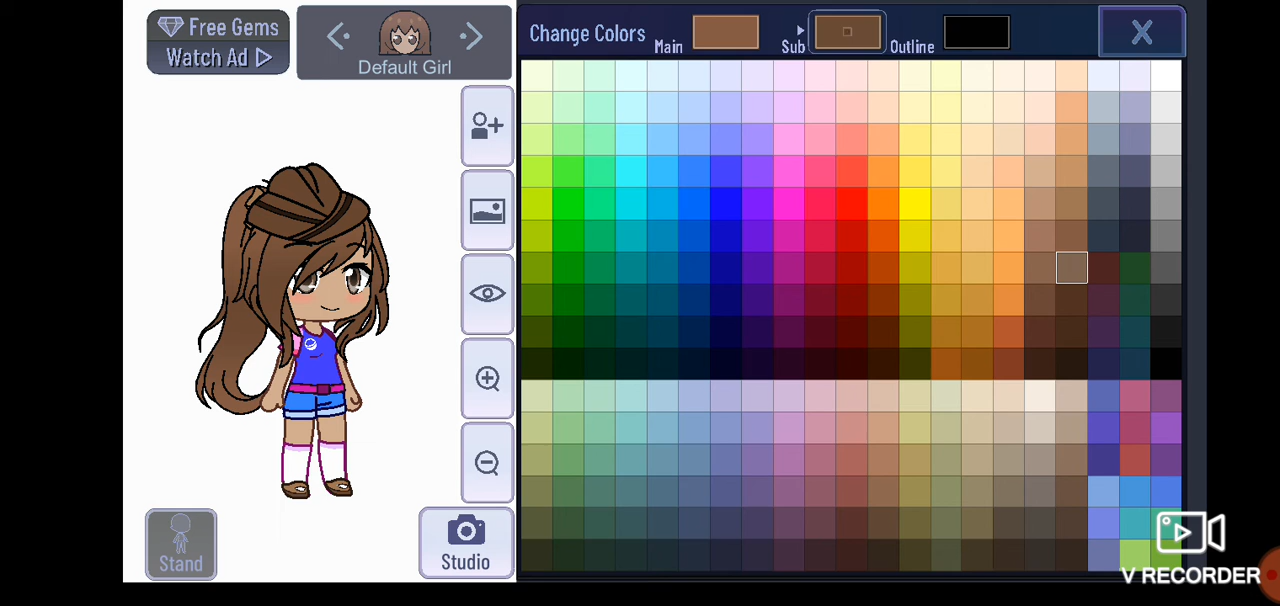 Free Gems
Watch Ad
Default Girl
Change Colors
Main
Sub
Outline
X
Stand
Studio
V RECORDER